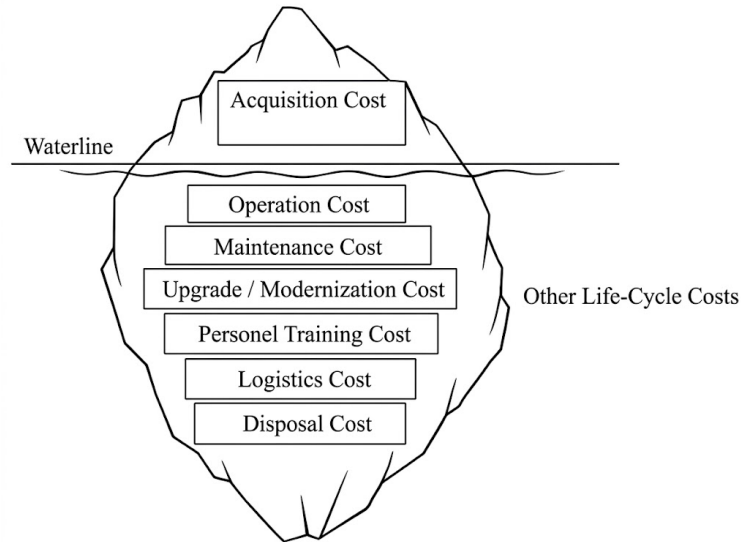 Acquisition Cost
Waterline
Operation Cost
Maintenance Cost
Upgrade / Modernization Cost
Other Life-Cycle Costs
Personel Training Cost
Logistics Cost
Disposal Cost